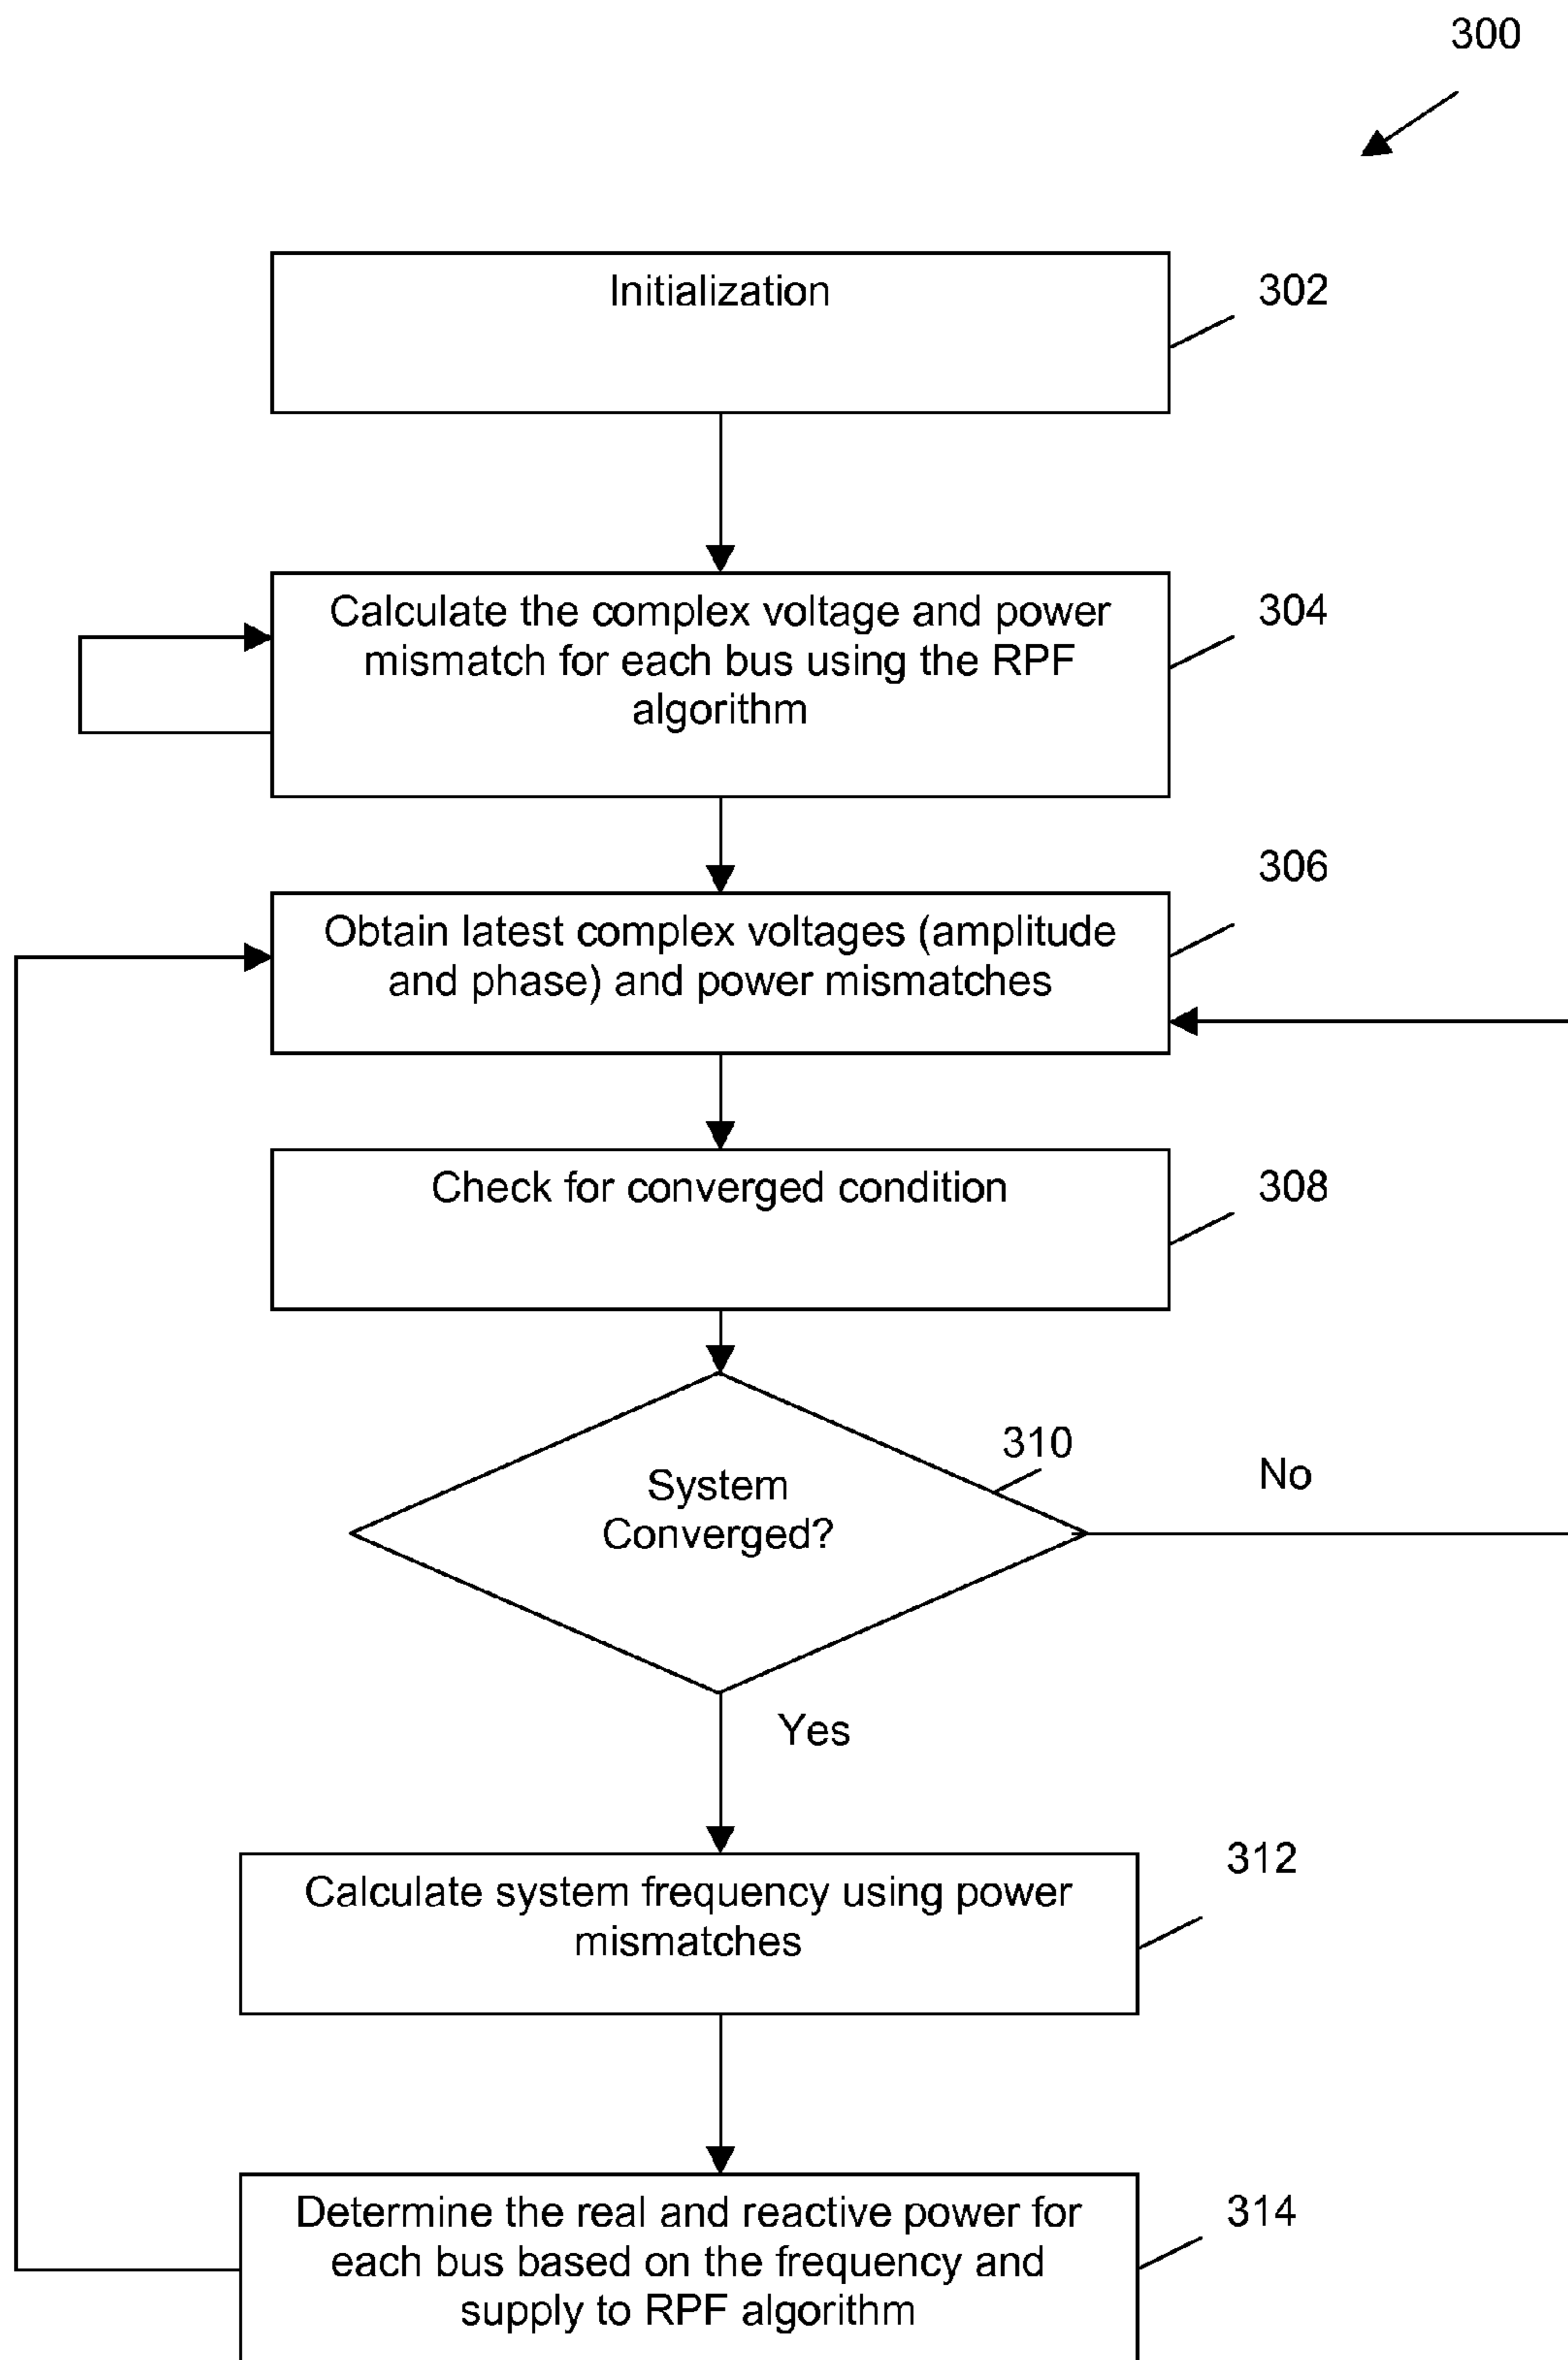 300
Initialization
302
Calculate the complex voltage and power
mismatch for each bus using the RPF
algorithm
304
306
Obtain latest complex voltages (amplitude
and phase) and power mismatches
Check for converged condition
308
310
System
Converged?
No
Yes
312
Calculate system frequency using power
mismatches
314
Determine the real and reactive power for
each bus based on the frequency and
supply to RPF algorithm